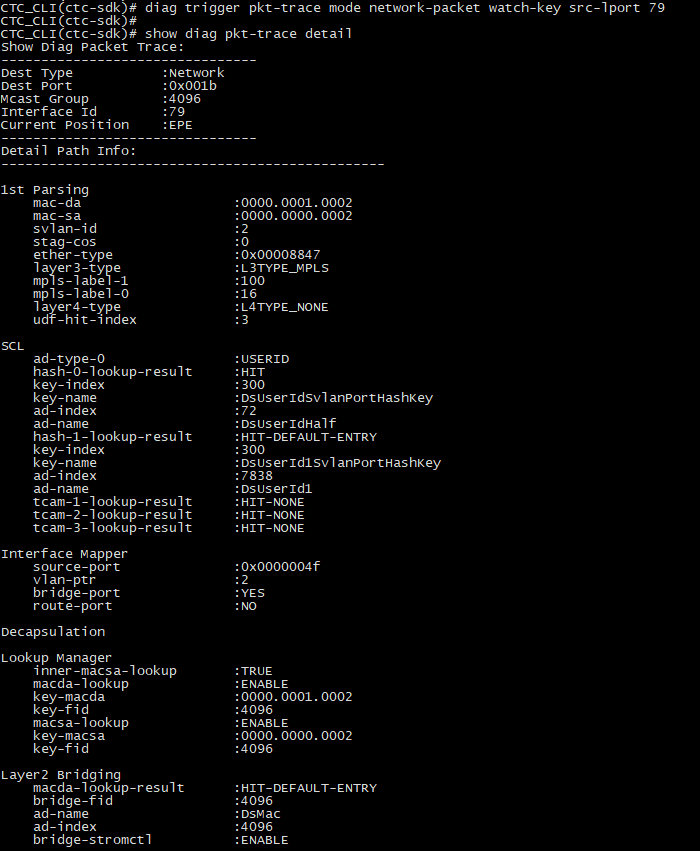 CTC_CLI(ctc-sdk)# diag trigger pkt-trace mode network-packet watch-key src-lport 79
CTC_CLI(ctc-sdk)#
CTC_CLI(ctc-sdk)# show diag pkt-trace detail
Show Diag Packet Trace:
--------------------------------
Dest Type           :Network
Dest Port           :0x001b
Mcast Group         :4096
Interface Id        :79
Current Position    :EPE
--------------------------------
Detail Path Info:
------------------------------------------------
1st Parsing
    mac-da                   :0000.0001.0002
    mac-sa                   :0000.0000.0002
    svlan-id                 :2
    stag-cos                 :0
    ether-type               :0x00008847
    layer3-type              :L3TYPE_MPLS
    mpls-label-1             :100
    mpls-label-0             :16
    layer4-type              :L4TYPE_NONE
    udf-hit-index            :3
SCL
    ad-type-0                :USERID
    hash-0-lookup-result     :HIT
    key-index                :300
    key-name                 :DsUserIdSvlanPortHashKey
    ad-index                 :72
    ad-name                  :DsUserIdHalf
    hash-1-lookup-result     :HIT-DEFAULT-ENTRY
    key-index                :300
    key-name                 :DsUserId1SvlanPortHashKey
    ad-index                 :7838
    ad-name                  :DsUserId1
    tcam-1-lookup-result     :HIT-NONE
    tcam-2-lookup-result     :HIT-NONE
    tcam-3-lookup-result     :HIT-NONE
Interface Mapper
    source-port              :0x0000004f
    vlan-ptr                 :2
    bridge-port              :YES
    route-port               :NO
Decapsulation
Lookup Manager
    inner-macsa-lookup       :TRUE
    macda-lookup             :ENABLE
    key-macda                :0000.0001.0002
    key-fid                  :4096
    macsa-lookup             :ENABLE
    key-macsa                :0000.0000.0002
    key-fid                  :4096
Layer2 Bridging
    macda-lookup-result      :HIT-DEFAULT-ENTRY
    bridge-fid               :4096
    ad-name                  :DsMac
    ad-index                 :4096
    bridge-stromctl          :ENABLE